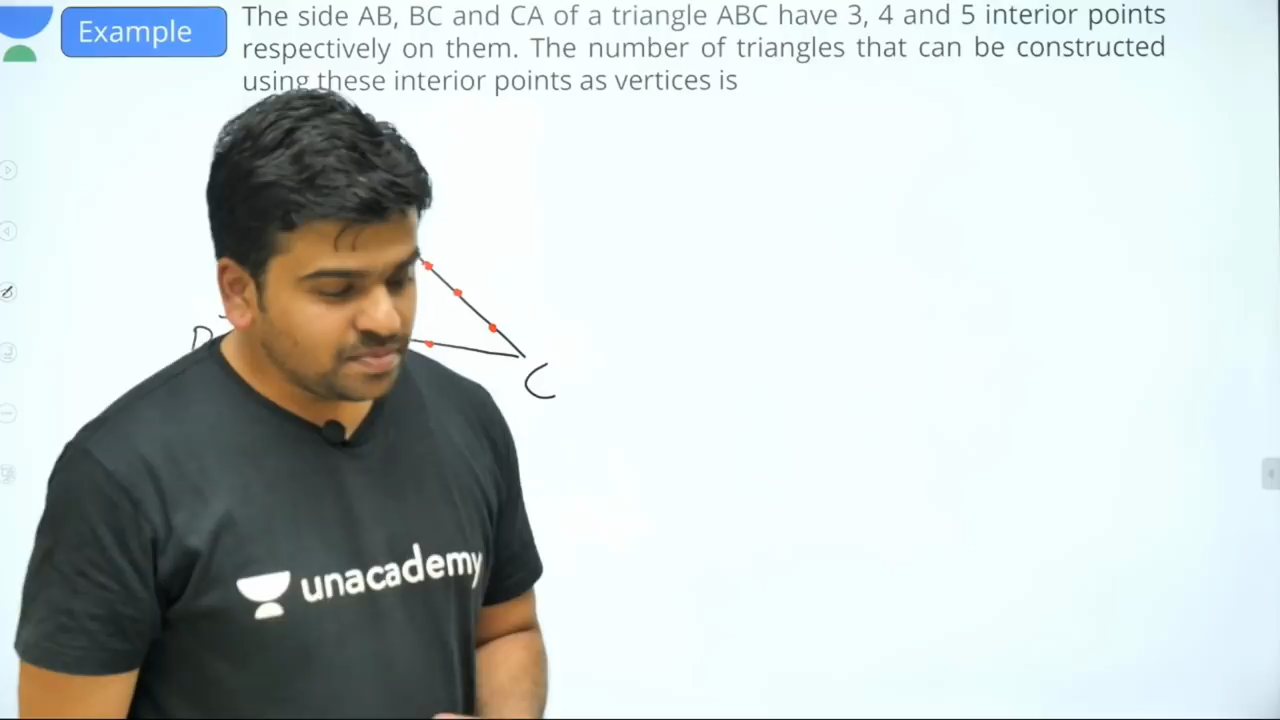 Example
The side AB, BC and CA of a triangle ABC have 3, 4 and 5 interior points
respectively on them. The number of triangles that can be constructed
using these interior points as vertices is
C
unacademy